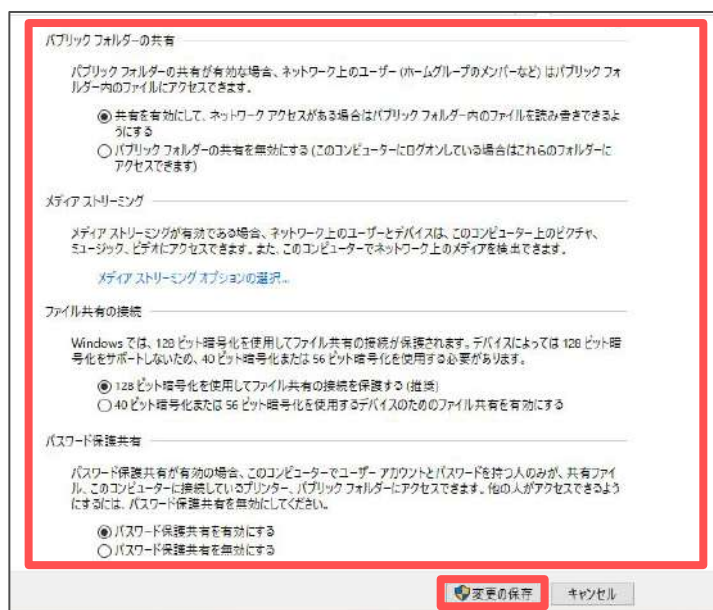 パブリック フォルダーの共有
パブリック フォルダーの共有が有効な場合、ネットワーク上のユーザー (ホームグループのメンバーなど) はパブリック フォ
ルダー内のファイルにアクセスできます。
共有を有効にして、ネットワーク アクセスがある場合はパブリック フォルダー内のファイルを読み書きできるよ
うにする
パブリック フォルダーの共有を無効にする (このコンピューターにログオンしている場合はこれらのフォルダーに
アクセスできます)
メディア ストリーミング
メディア ストリーミングが有効である場合、ネットワーク上のユーザーとデバイスは、このコンピューター上のピクチャ、
ミュージック、ビデオにアクセスできます。また、このコンピューターでネットワーク上のメディアを検出できます。
メディア ストリーミング オプションの選択...
ファイル共有の接続
Windows では、128 ビット暗号化を使用してファイル共有の接続が保護されます。デバイスによっては 128 ビット暗
号化をサポートしないため、40 ビット暗号化または 56 ビット暗号化を使用する必要があります。
128 ビット暗号化を使用してファイル共有の接続を保護する (推奨)
40 ビット暗号化または 56 ビット暗号化を使用するデバイスのためのファイル共有を有効にする
パスワード保護共有
パスワード保護共有が有効の場合、このコンピューターでユーザー アカウントとパスワードを持つ人のみが、共有ファイ
ル、このコンピューターに接続しているプリンター、パブリック フォルダーにアクセスできます。他の人がアクセスできるよう
にするには、パスワード保護共有を無効にしてください。
パスワード保護共有を有効にする
パスワード保護共有を無効にする
変更の保存 キャンセル